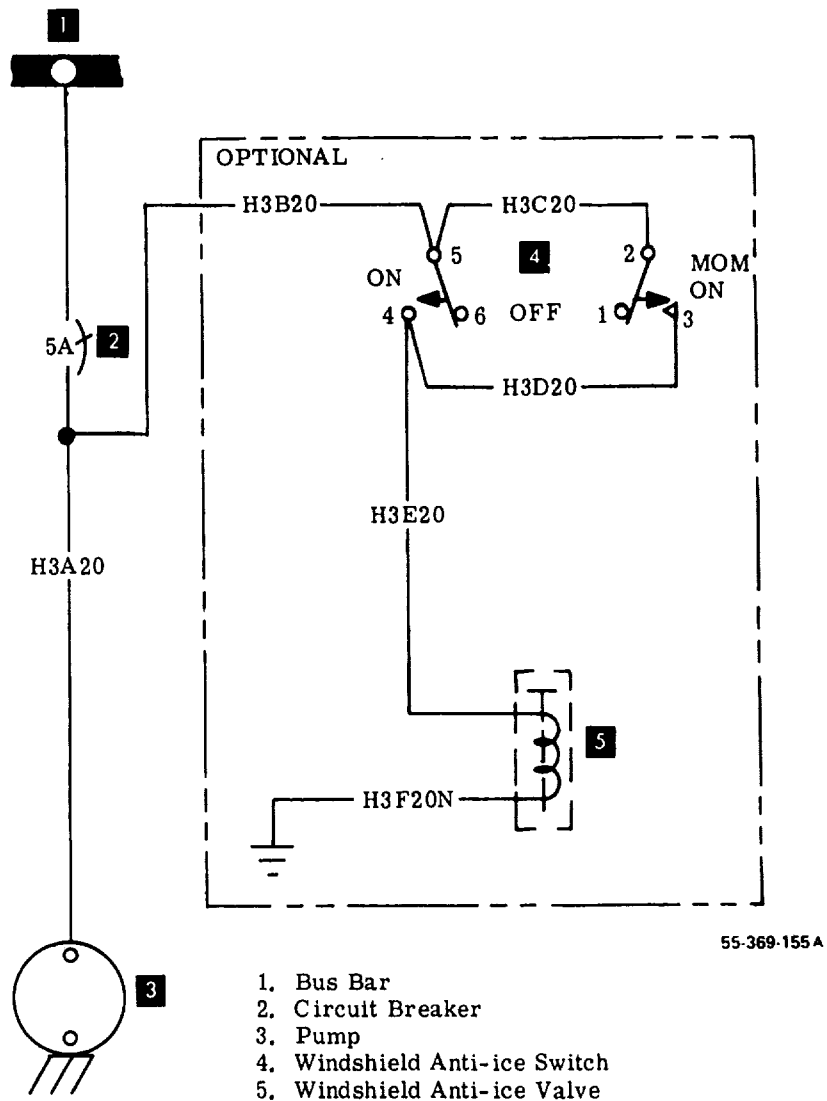 1
OPTIONAL
H3B20
H3C20
5
4
2
MOM
ON
ON
4
6
OFF
1
3
5A
2
H3D20
H3E20
H3A20
5
H3F20N
55-369-155A
3
1. Bus Bar
2. Circuit Breaker
3. Pump
4. Windshield Anti-ice Switch
5. Windshield Anti-ice Valve